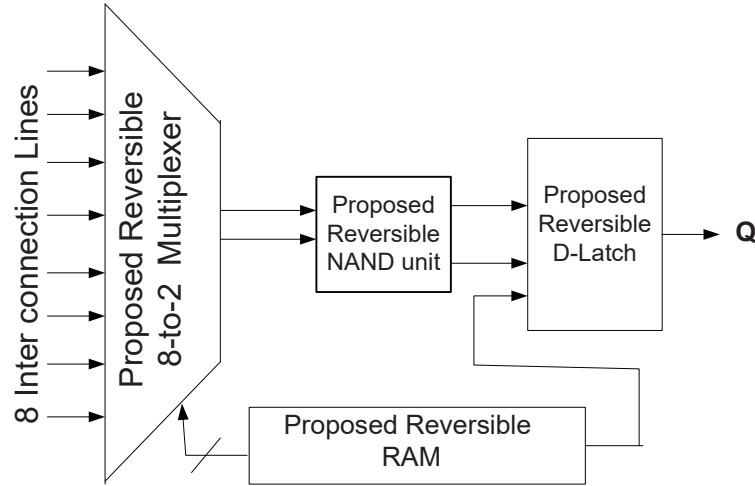 8 Inter connection Lines
Proposed Reversible
8-to-2 Multiplexer
Proposed
Reversible
NAND unit
Proposed
Reversible
D-Latch
Q
Proposed Reversible
RAM